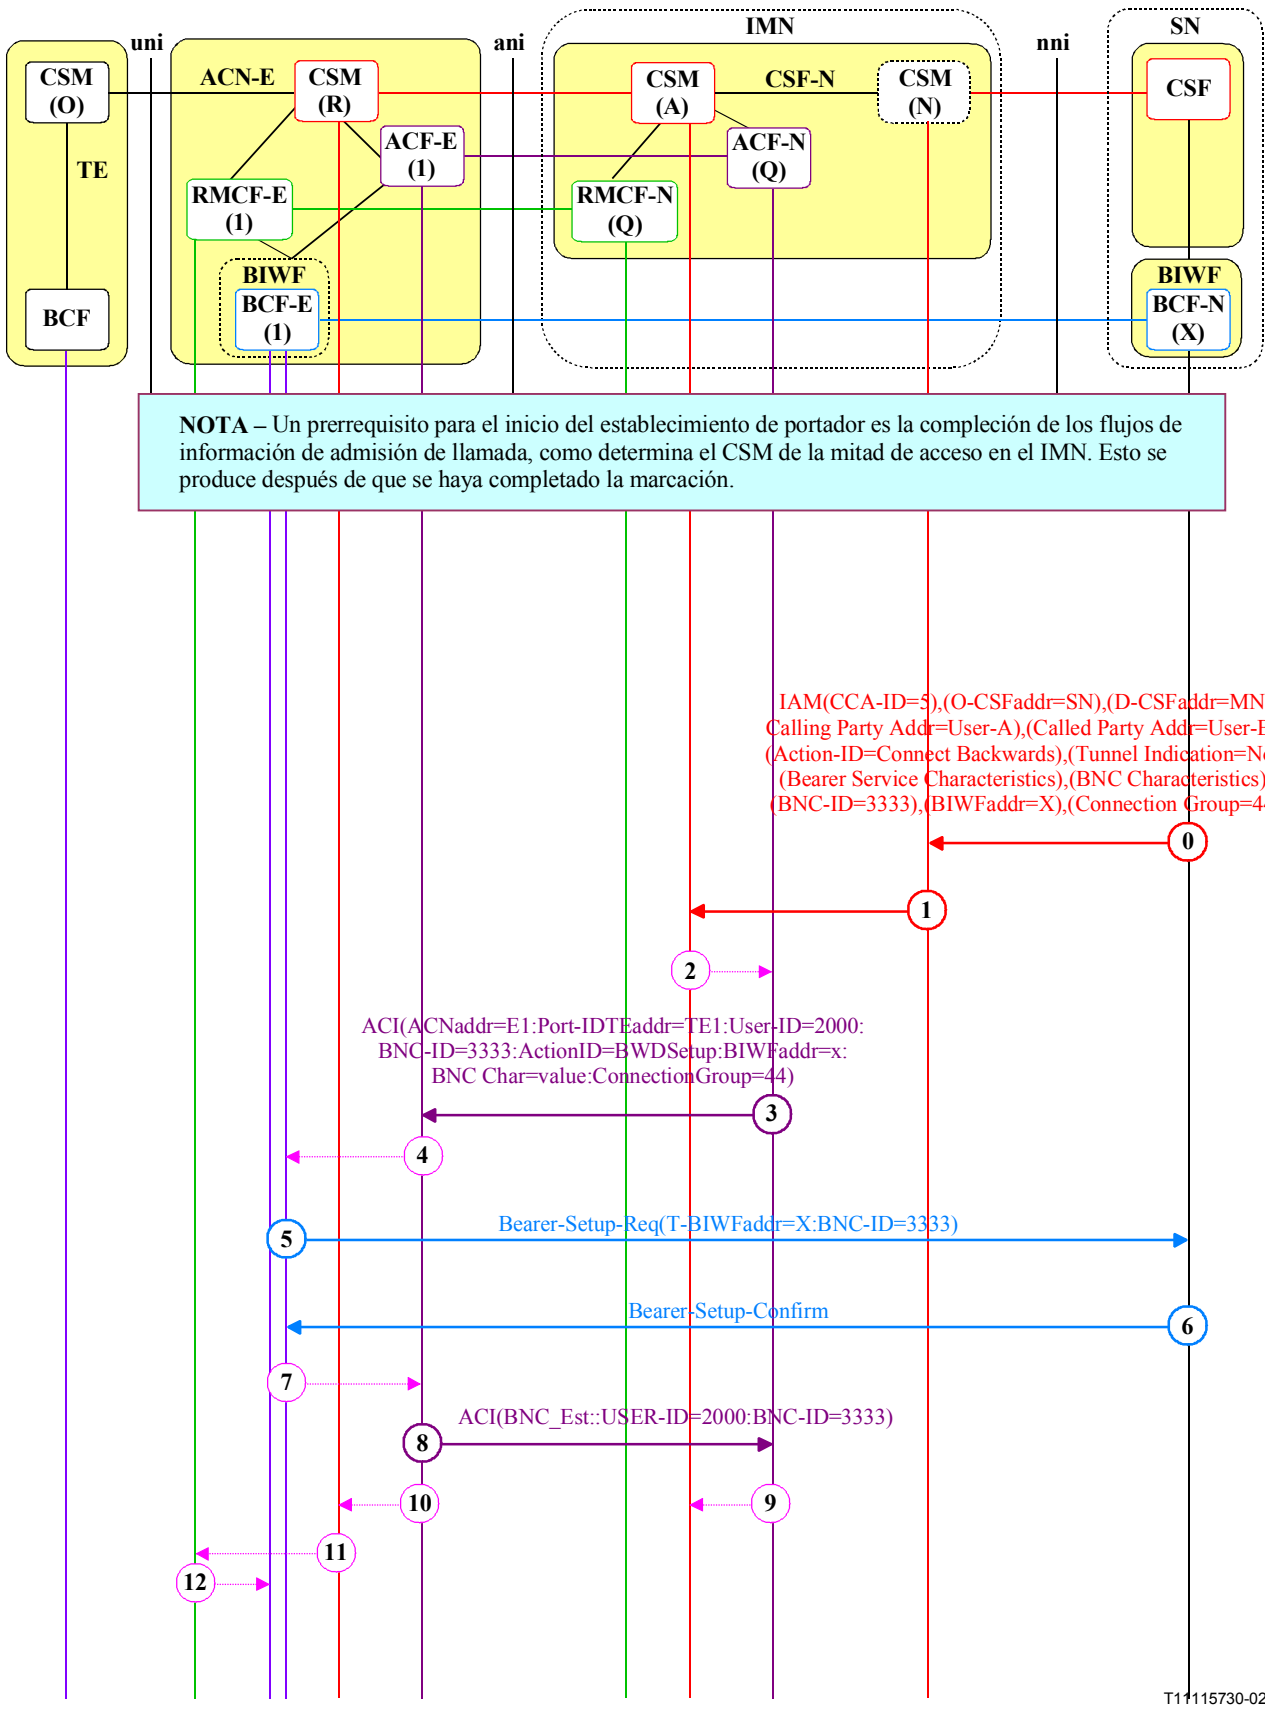 IMN
SN
uni
ani
nni
CSM
(O)
ACN-E
CSM
(R)
CSM
(A)
CSF-N
CSM
(N)
CSF
TE
ACF-E
(1)
ACF-N
(Q)
RMCF-E
(1)
RMCF-N
(Q)
BIWF
BCF-E
(1)
BCF
BIWF
BCF-N
(X)
NOTA – Un prerrequisito para el inicio del establecimiento de portador es la compleción de los flujos de
información de admisión de llamada, como determina el CSM de la mitad de acceso en el IMN. Esto se
produce después de que se haya completado la marcación.
IAM(CCA-ID=5),(O-CSFaddr=SN),(D-CSFaddr=MN
Calling Party Addr=User-A),(Called Party Addr=User-
(Action-ID=Connect Backwards),(Tunnel Indication=No
(Bearer Service Characteristics),(BNC Characteristics)
(BNC-ID=3333),(BIWFaddr=X),(Connection Group=44
0
1
2
ACI(ACNaddr=E1:Port-IDTEaddr=TE1:User-ID=2000:
BNC-ID=3333:ActionID=BWDSetup:BIWFaddr=x:
BNC Char=value:ConnectionGroup=44)
3
4
Bearer-Setup-Req(T-BIWFaddr=X:BNC-ID=3333)
5
Bearer-Setup-Confirm
6
7
ACI(BNC_Est::USER-ID=2000:BNC-ID=3333)
8
10
9
11
12
T11115730-02